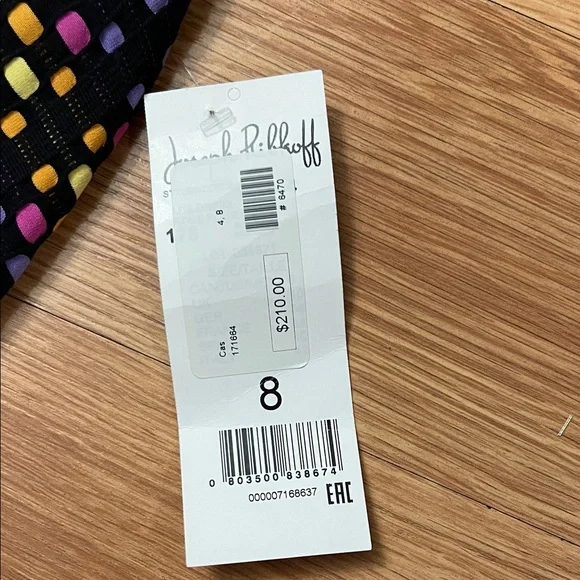 Joseph Ribkoff
# 6470
4, 8
$210.00
Cas
171664
8
0 803500 838674
000007168637
EAC